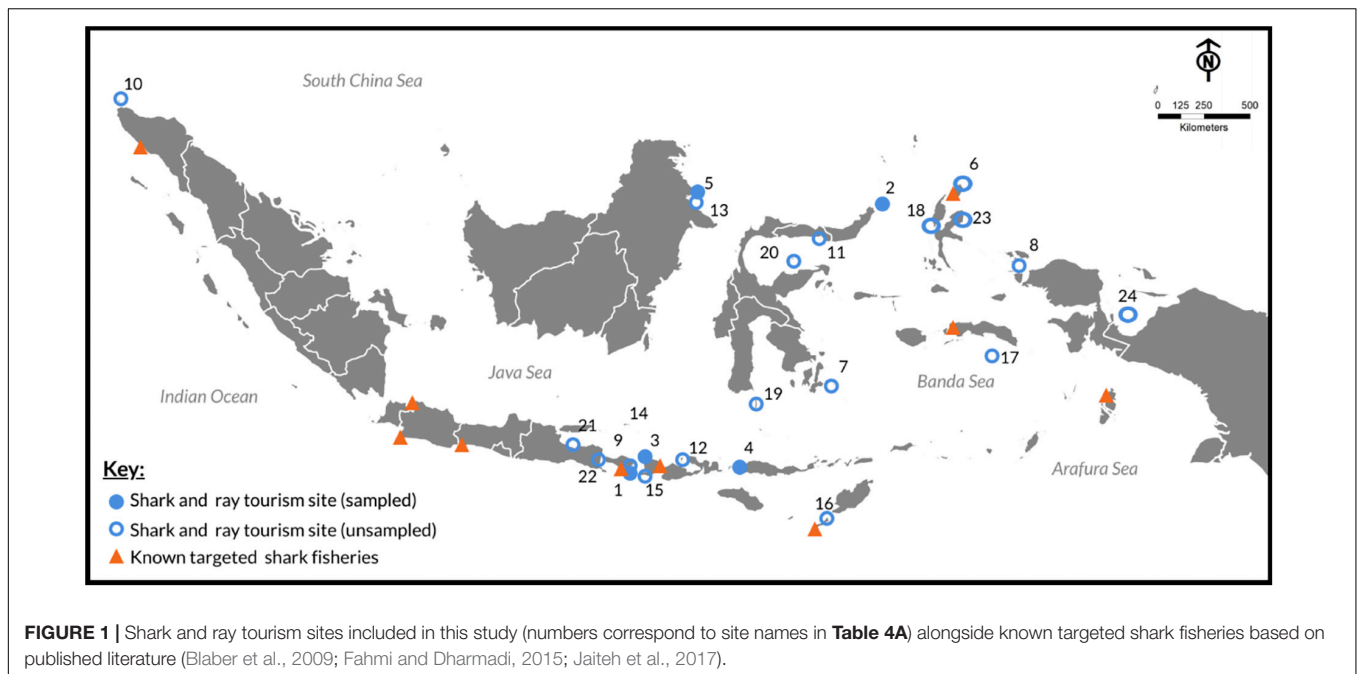 10
South China Sea
N
0 125 250 500
Kilometers
5
13
2
6
18
23
20
11
8
24
7
17
Banda Sea
Java Sea
19
Indian Ocean
21
14
9
3
12
4
22
1
15
16
Arafura Sea
Key:
Shark and ray tourism site (sampled)
Shark and ray tourism site (unsampled)
Known targeted shark fisheries
FIGURE 1 | Shark and ray tourism sites included in this study (numbers correspond to site names in Table 4A) alongside known targeted shark fisheries based on
published literature (Blaber et al., 2009; Fahmi and Dharmadi, 2015; Jaiteh et al., 2017).